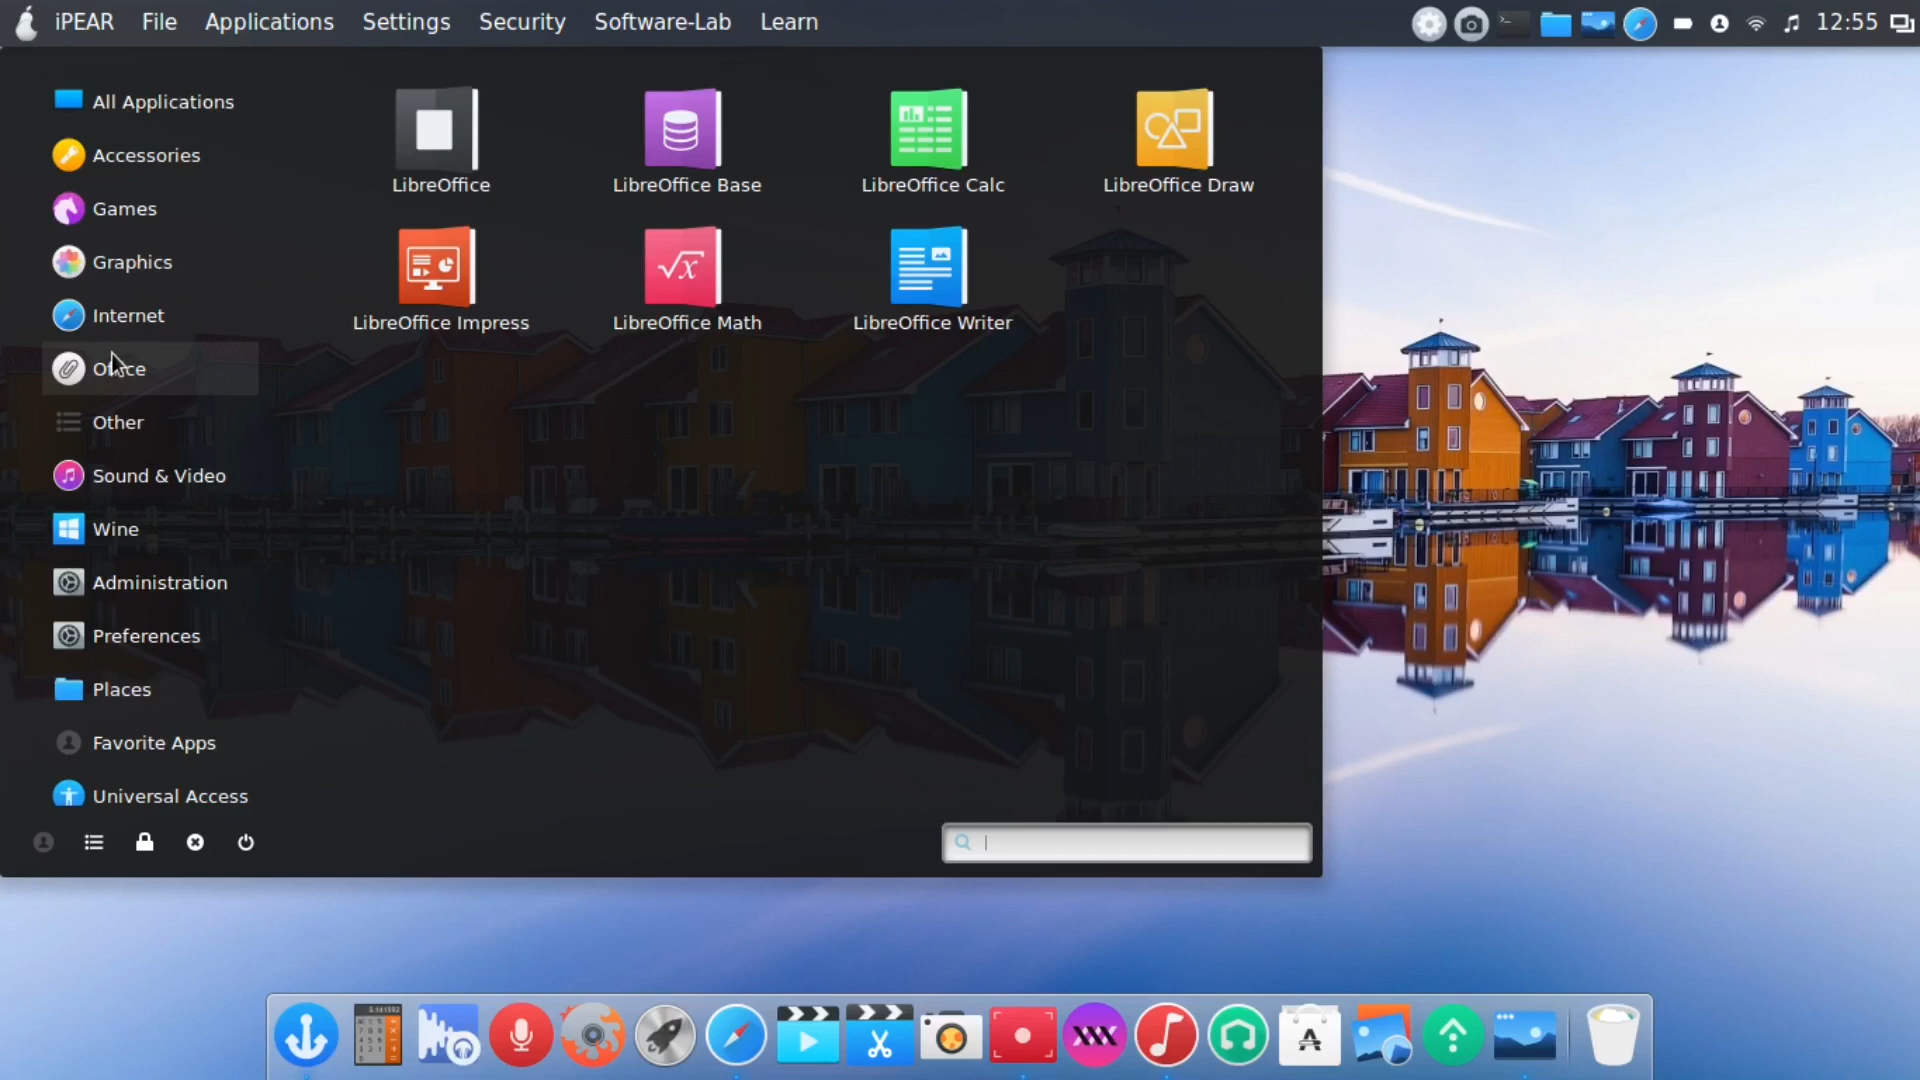 iPEAR File Applications Settings Security Software-Lab Learn 12:55
All Applications
Accessories
Games
Graphics
Internet
Office
Other
Sound & Video
Wine
Administration
Preferences
Places
Favorite Apps
Universal Access
LibreOffice LibreOffice Base LibreOffice Calc LibreOffice Draw
LibreOffice Impress LibreOffice Math LibreOffice Writer